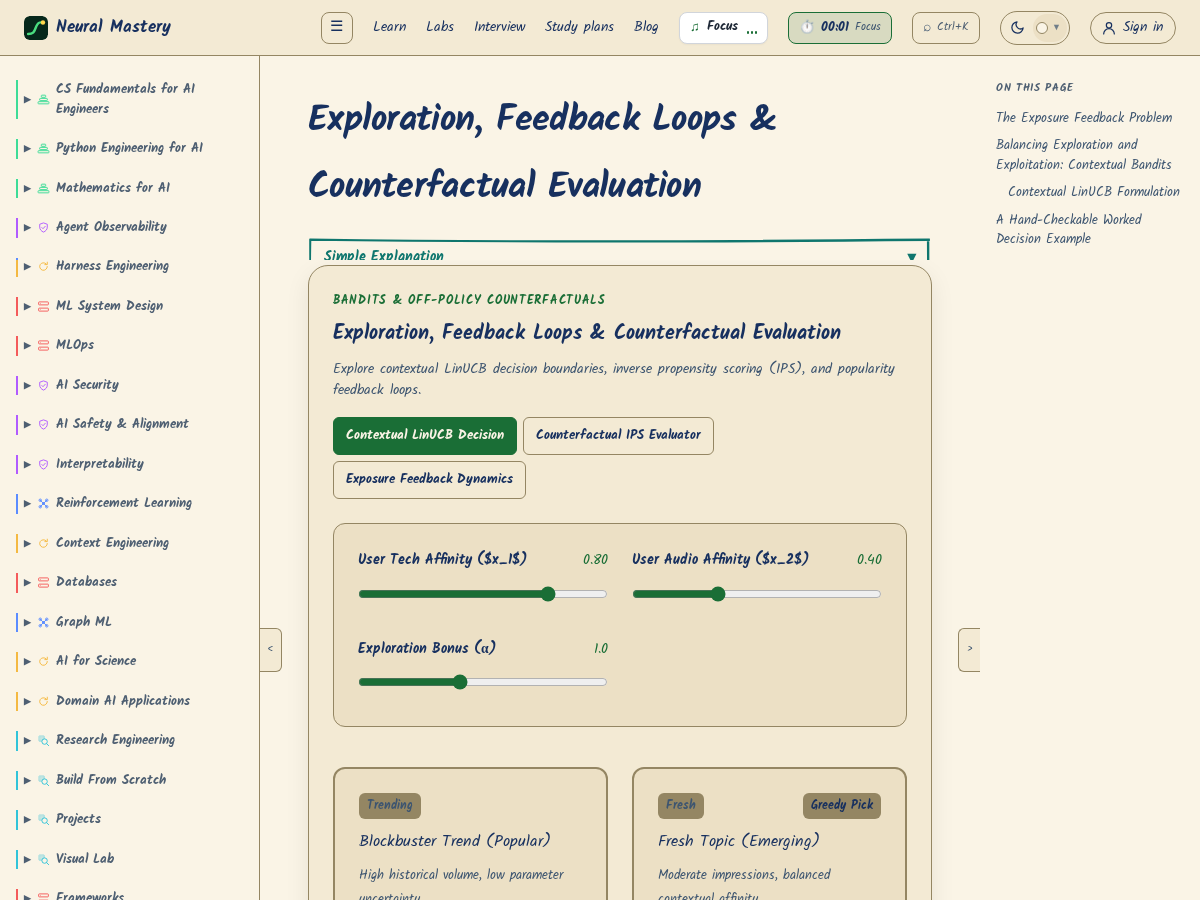 Neural Mastery
☰
Learn
Labs
Interview
Study plans
Blog
♫ Focus ...
⏱️ 00:01 Focus
⌕ Ctrl+K
▾
Sign in
▶ CS Fundamentals for AI
Engineers
▶ Python Engineering for AI
▶ Mathematics for AI
▶ Agent Observability
▶ Harness Engineering
▶ ML System Design
▶ MLOps
▶ AI Security
▶ AI Safety & Alignment
▶ Interpretability
▶ Reinforcement Learning
▶ Context Engineering
▶ Databases
▶ Graph ML
▶ AI for Science
▶ Domain AI Applications
▶ Research Engineering
▶ Build From Scratch
▶ Projects
▶ Visual Lab
▶ Frameworks
<
Exploration, Feedback Loops &
Counterfactual Evaluation
Simple Explanation ▼
BANDITS & OFF-POLICY COUNTERFACTUALS
Exploration, Feedback Loops & Counterfactual Evaluation
Explore contextual LinUCB decision boundaries, inverse propensity scoring (IPS), and popularity
feedback loops.
Contextual LinUCB Decision
Counterfactual IPS Evaluator
Exposure Feedback Dynamics
User Tech Affinity ($x_1$) 0.80
User Audio Affinity ($x_2$) 0.40
Exploration Bonus (α) 1.0
Trending
Blockbuster Trend (Popular)
High historical volume, low parameter
uncertainty
Fresh
Greedy Pick
Fresh Topic (Emerging)
Moderate impressions, balanced
contextual affinity
>
ON THIS PAGE
The Exposure Feedback Problem
Balancing Exploration and
Exploitation: Contextual Bandits
Contextual LinUCB Formulation
A Hand-Checkable Worked
Decision Example